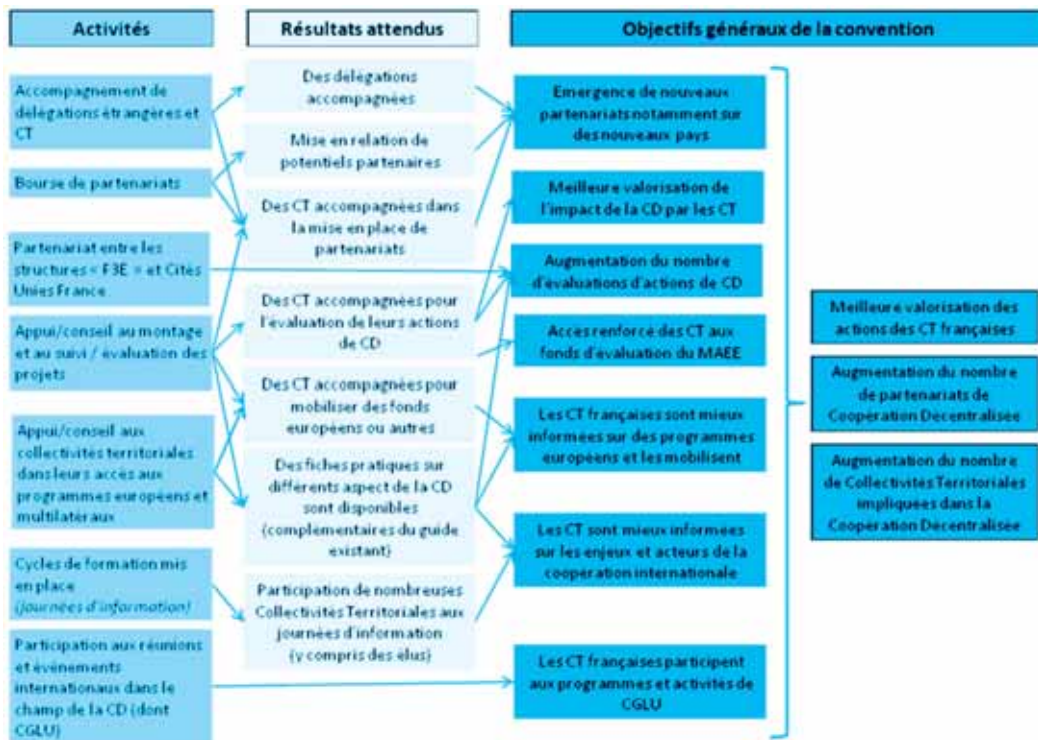 Activités
Résultats attendus
Objectifs généraux de la convention
Accompagnement de
délégations étrangères et
CT
Bourse de partenariats
Partenariat entre les
structures « F3E » et Cités
Unies France
Appui/conseil au montage
et au suivi / évaluation des
projets
Appui/conseil aux
collectivités territoriales
dans leurs accès aux
programmes européens et
multilatéraux
Cycles de formation mis
en place
(journées d'information)
Participation aux réunions
et évènements
internationaux dans le
champ de la CD (dont
CGLU)
Des délégations
accompagnées
Mise en relation de
potentiels partenaires
Des CT accompagnées dans
la mise en place de
partenariats
Des CT accompagnées pour
l'évaluation de leurs actions
de CD
Des CT accompagnées pour
mobiliser des fonds
européens ou autres
Des fiches pratiques sur
différents aspect de la CD
sont disponibles
(complémentaires du guide
existant)
Participation de nombreuses
Collectivités Territoriales aux
journées d'information
(y compris des élus)
Emergence de nouveaux
partenariats notamment sur
des nouveaux pays
Meilleure valorisation de
l'impact de la CD par les CT
Augmentation du nombre
d'évaluations d'actions de CD
Accès renforcé des CT aux
fonds d'évaluation du MAEE
Les CT françaises sont mieux
informées sur des programmes
européens et les mobilisent
Les CT sont mieux informées
sur les enjeux et acteurs de la
coopération internationale
Les CT françaises participent
aux programmes et activités de
CGLU
Meilleure valorisation des
actions des CT françaises
Augmentation du nombre
de partenariats de
Coopération Décentralisée
Augmentation du nombre
de Collectivités Territoriales
impliquées dans la
Coopération Décentralisée